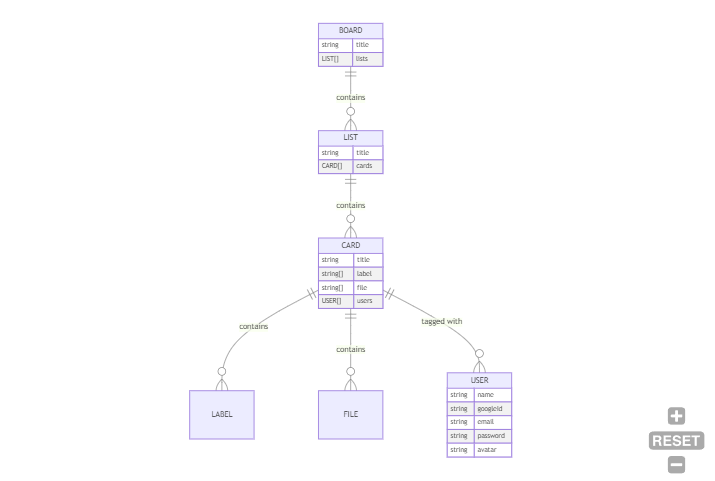 BOARD
string title
LIST[] lists
contains
LIST
string title
CARD[] cards
contains
CARD
string title
string[] label
string[] file
USER[] users
contains
contains
tagged with
LABEL
FILE
USER
string name
string googleId
string email
string password
string avatar
RESET